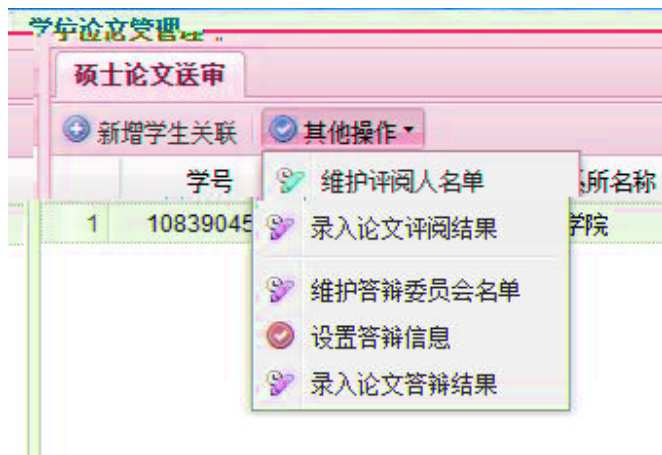 学位论文管理
硕士论文送审
新增学生关联 其他操作
学号 所名称
维护评阅人名单
1 10839045 学院
录入论文评阅结果
维护答辩委员会名单
设置答辩信息
录入论文答辩结果